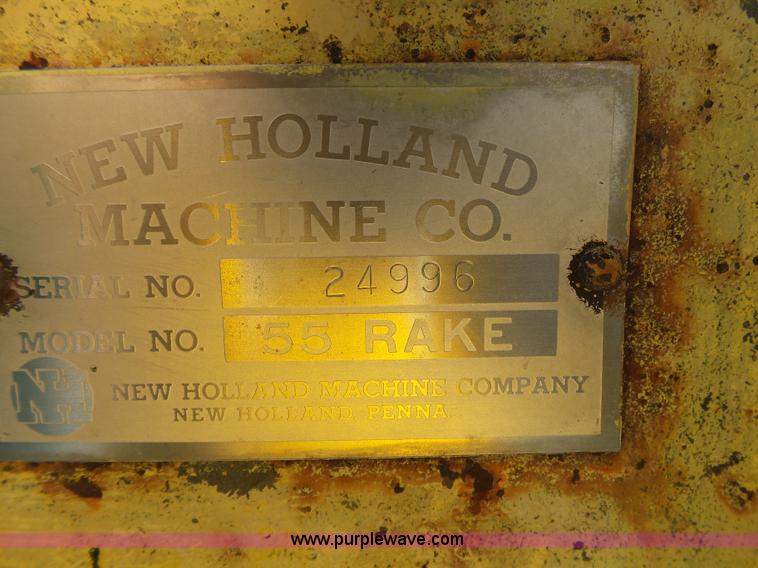 NEW HOLLAND
MACHINE CO.
SERIAL NO. 24996
MODEL NO. 55 RAKE
NH
NEW HOLLAND MACHINE COMPANY
NEW HOLLAND, PENNA.
www.purplewave.com